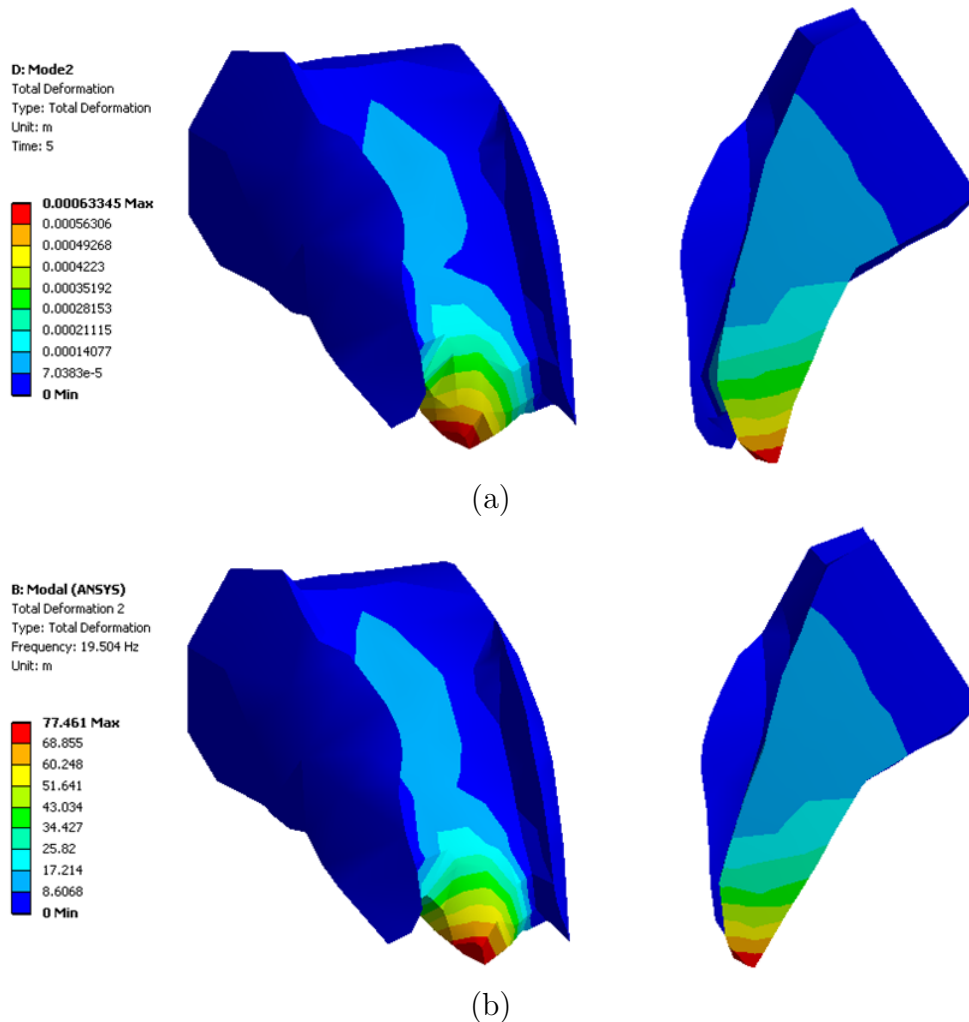 D: Mode2
Total Deformation
Type: Total Deformation
Unit: m
Time: 5
0.00063345 Max
0.00056306
0.00049268
0.0004223
0.00035192
0.00028153
0.00021115
0.00014077
7.0383e-5
0 Min
(a)
B: Modal (ANSYS)
Total Deformation 2
Type: Total Deformation
Frequency: 19.504 Hz
Unit: m
77.461 Max
68.855
60.248
51.641
43.034
34.427
25.82
17.214
8.6068
0 Min
(b)